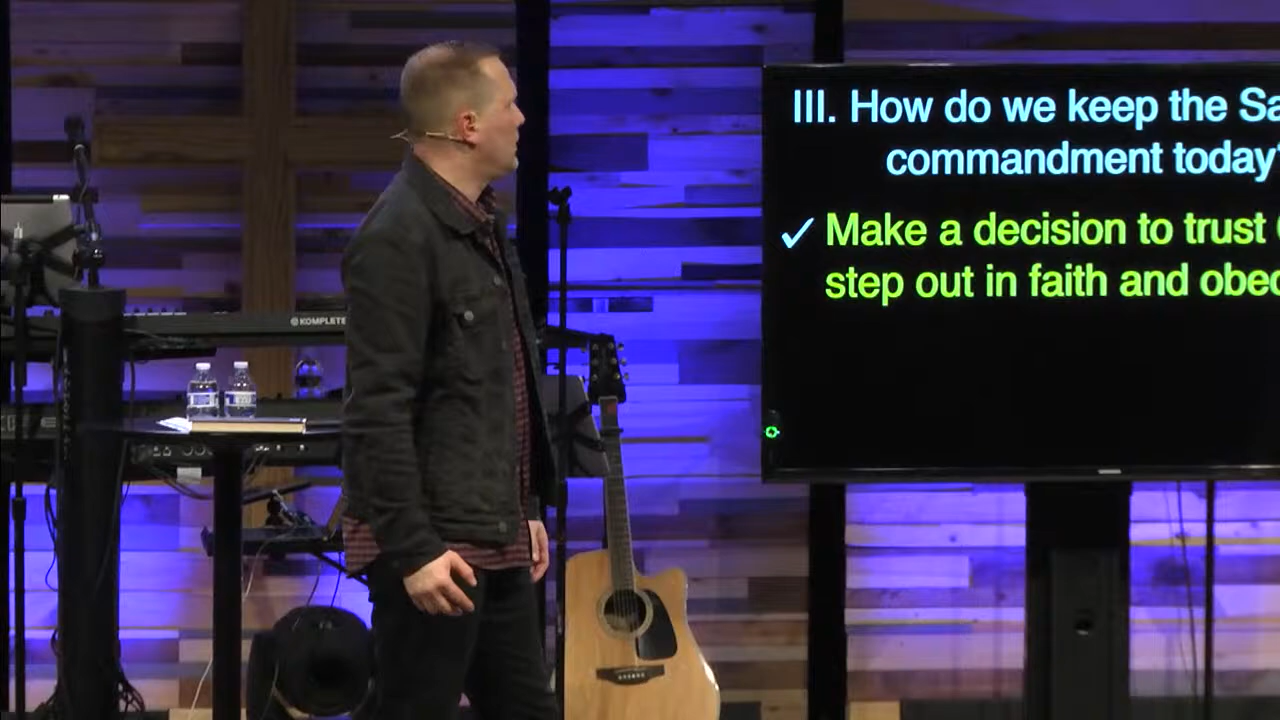 III. How do we keep the Sa
commandment today?
✓ Make a decision to trust
step out in faith and obed
KOMPLETE